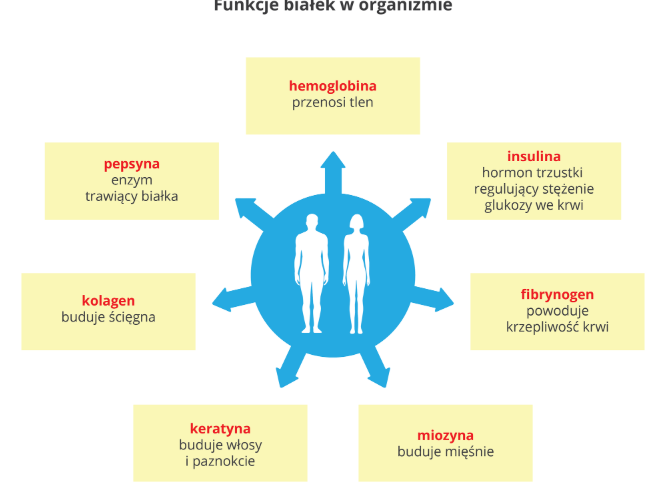 Funkcje białek w organizmie
hemoglobina
przenosi tlen
pepsyna
enzym
trawiący białka
insulina
hormon trzustki
regulujący stężenie
glukozy we krwi
kolagen
buduje ścięgna
fibrynogen
powoduje
krzepliwość krwi
keratyna
buduje włosy
i paznokcie
miozyna
buduje mięśnie